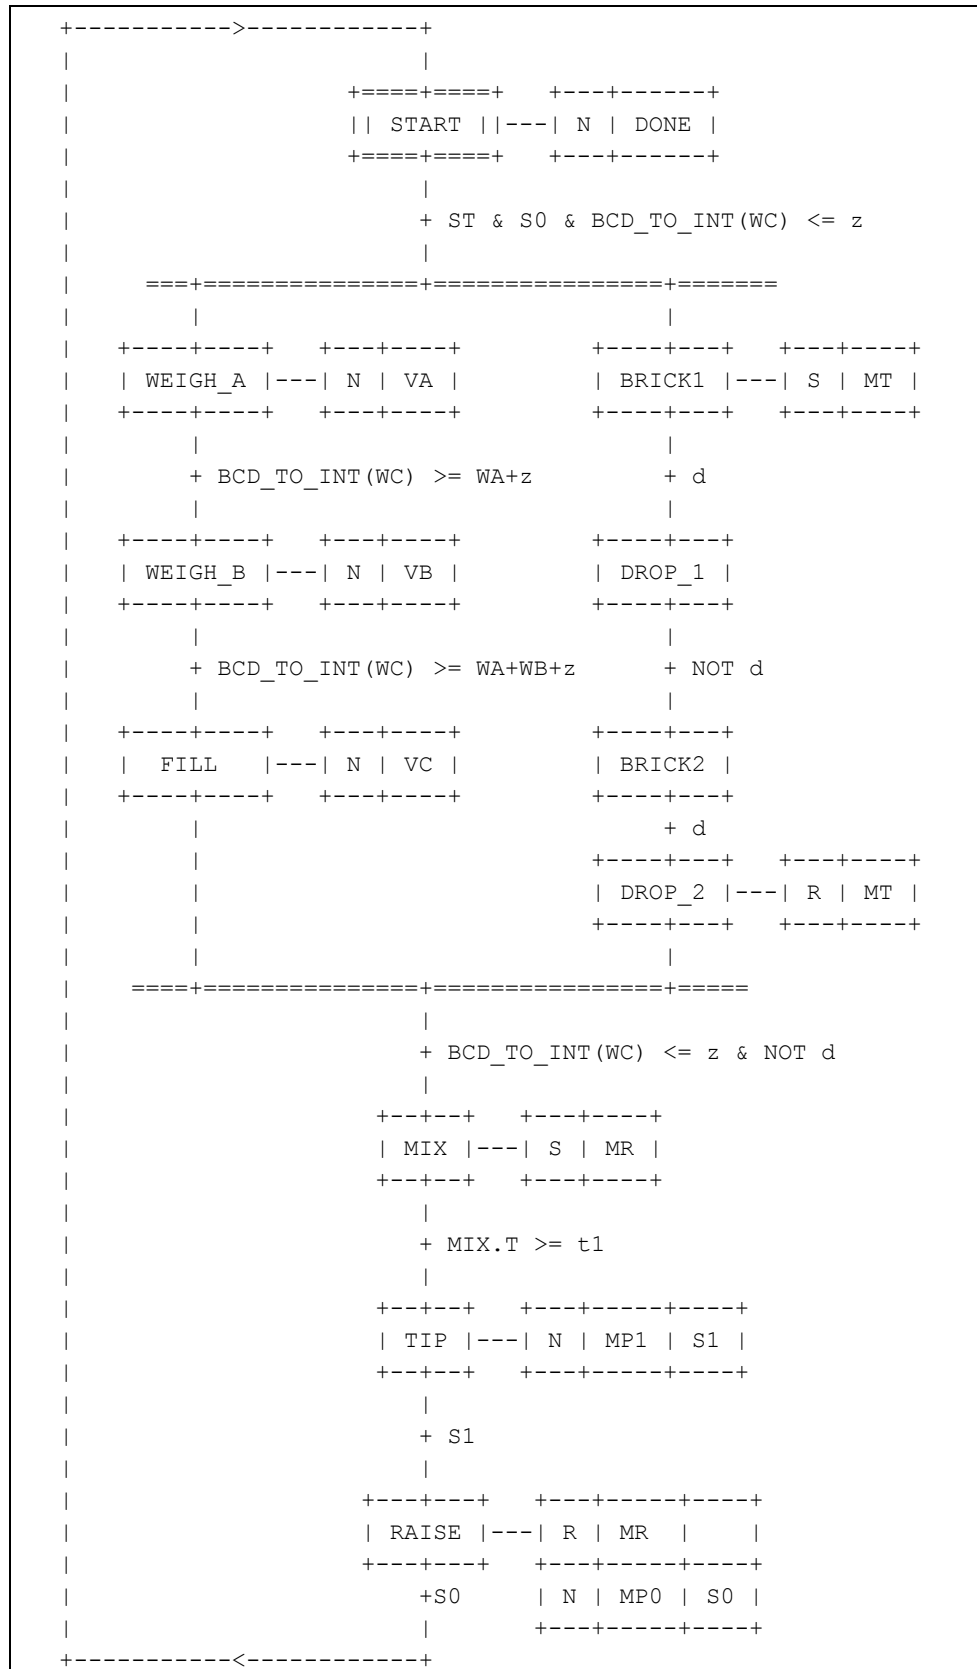 +----------->------------+
|                        |
|                   +====+====+   +---+------+
|                   || START ||---| N | DONE |
|                   +====+====+   +---+------+
|                        |
|                        + ST & S0 & BCD_TO_INT(WC) <= z
|                        |
|     ===+===============+================+=======
|        |                                |
|   +----+----+   +---+----+         +----+---+   +---+----+
|   | WEIGH_A |---| N | VA |         | BRICK1 |---| S | MT |
|   +----+----+   +---+----+         +----+---+   +---+----+
|        |                                |
|        + BCD_TO_INT(WC) >= WA+z         + d
|        |                                |
|   +----+----+   +---+----+         +----+---+
|   | WEIGH_B |---| N | VB |         | DROP_1 |
|   +----+----+   +---+----+         +----+---+
|        |                                |
|        + BCD_TO_INT(WC) >= WA+WB+z      + NOT d
|        |                                |
|   +----+----+   +---+----+         +----+---+
|   |  FILL   |---| N | VC |         | BRICK2 |
|   +----+----+   +---+----+         +----+---+
|        |                                + d
|        |                           +----+---+   +---+----+
|        |                           | DROP_2 |---| R | MT |
|        |                           +----+---+   +---+----+
|        |                                |
|    ====+===============+================+=====
|                        |
|                        + BCD_TO_INT(WC) <= z & NOT d
|                        |
|                     +--+--+   +---+----+
|                     | MIX |---| S | MR |
|                     +--+--+   +---+----+
|                        |
|                        + MIX.T >= t1
|                        |
|                     +--+--+   +---+-----+----+
|                     | TIP |---| N | MP1 | S1 |
|                     +--+--+   +---+-----+----+
|                        |
|                        + S1
|                        |
|                    +---+---+   +---+-----+----+
|                    | RAISE |---| R | MR  |    |
|                    +---+---+   +---+-----+----+
|                        +S0     | N | MP0 | S0 |
|                        |       +---+-----+----+
+-----------<------------+